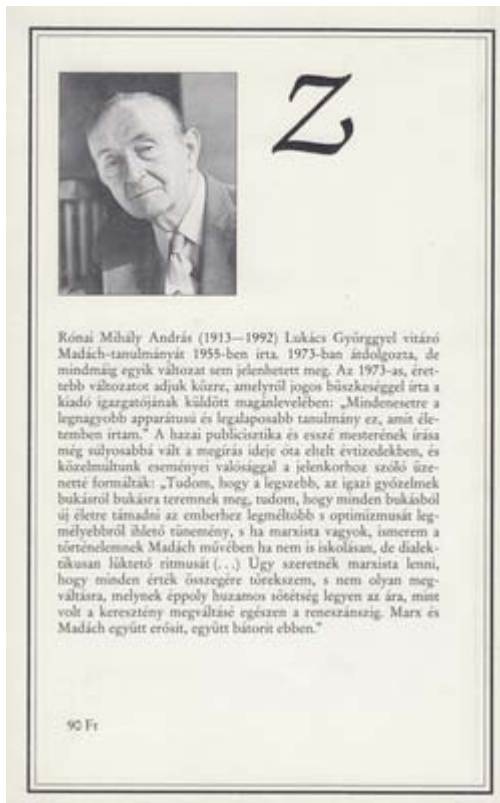 Z
Rónai Mihály András (1913—1992) Lukács Györggyel vitázó
Madách-tanulmányát 1955-ben írta. 1973-ban átdolgozta, de
mindmáig egyik változat sem jelenhetett meg. Az 1973-as, éret-
tebb változatot adjuk közre, amelyről jogos büszkeséggel írta a
kiadó igazgatójának küldött magánlevelében: „Mindenesetre a
legnagyobb apparátusú és legalaposabb tanulmány ez, amit éle-
temben írtam.” A hazai publicisztika és esszé mesterének írása
még súlyosabbá vált a megírás ideje óta eltelt évtizedekben, és
közelmúltunk eseményei valósággal a jelenkorhoz szóló üze-
netté formálták: „Tudom, hogy a legszebb, az igazi győzelmek
bukásról bukásra teremnek meg, tudom, hogy minden bukásból
új életre támadni az emberhez legméltóbb s optimizmusát leg-
mélyebbről ihlető tünemény, s ha marxista vagyok, ismerem a
történelemnek Madách művében ha nem is iskolásan, de dialek-
tikusan lüktető ritmusát (. . .) Úgy szeretnék marxista lenni,
hogy minden érték összegére törekszem, s nem olyan meg-
váltásra, melynek éppoly huzamos sötétség legyen az ára, mint
volt a keresztény megváltásé egészen a reneszánszig. Marx és
Madách együtt erősít, együtt bátorít ebben.”
90 Ft